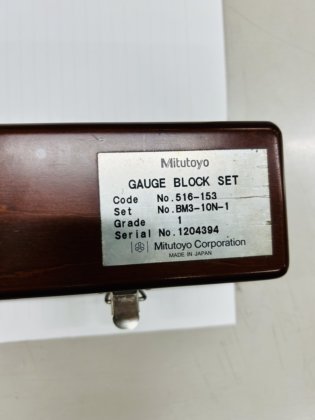 Mitutoyo
GAUGE BLOCK SET
Code No.516-153
Set No.BM3-10N-1
Grade 1
Serial No.1204394
Mitutoyo Corporation
MADE IN JAPAN